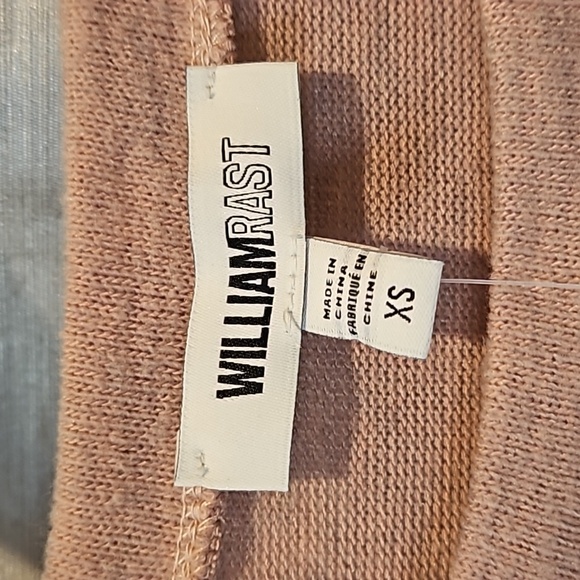 WILLIAMRAST
MADE IN
CHINA
FABRIQUÉ EN
CHINE
XS